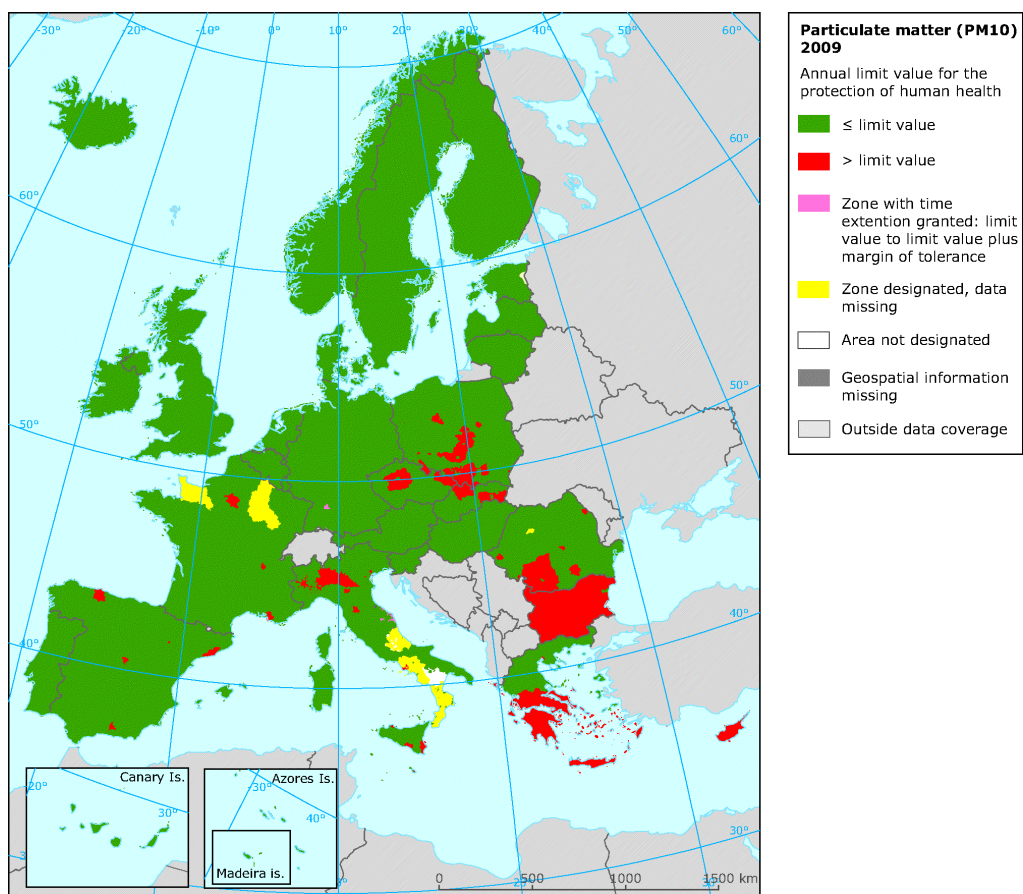 -30°
-20°
-10°
0°
10°
20°
30°
40°
50°
60°
60°
60°
50°
50°
40°
40°
30°
Canary Is.
-20°
30°
Azores Is.
-30°
40°
Madeira is.
0
500
1000
1500 km
Particulate matter (PM10)
2009
Annual limit value for the
protection of human health
≤ limit value
> limit value
Zone with time
extention granted: limit
value to limit value plus
margin of tolerance
Zone designated, data
missing
Area not designated
Geospatial information
missing
Outside data coverage